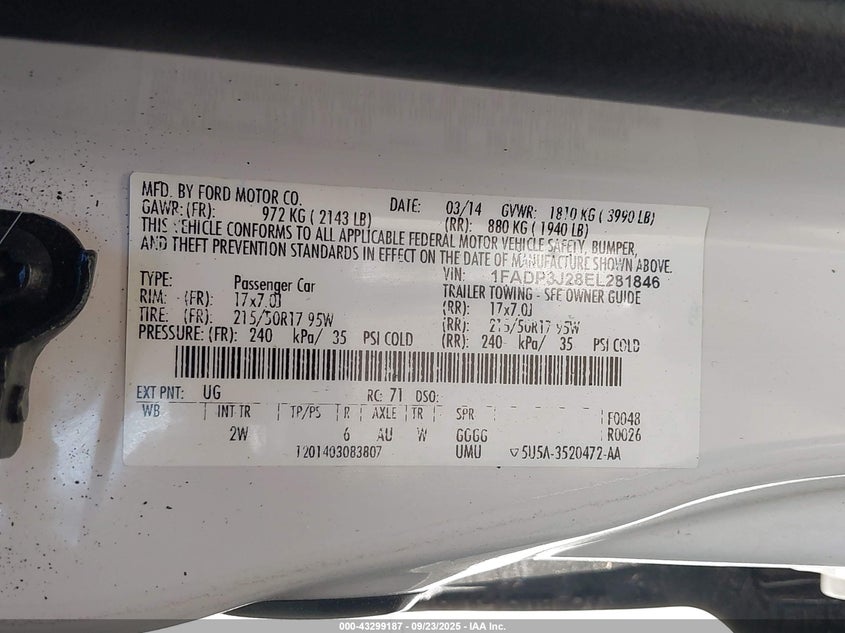 MFD. BY FORD MOTOR CO. DATE: 03/14 GVWR: 1810 KG ( 3990 LB)
GAWR: (FR): 972 KG ( 2143 LB) (RR): 880 KG ( 1940 LB)
THIS VEHICLE CONFORMS TO ALL APPLICABLE FEDERAL MOTOR VEHICLE SAFETY, BUMPER,
AND THEFT PREVENTION STANDARDS IN EFFECT ON THE DATE OF MANUFACTURE SHOWN ABOVE.
VIN: 1FADP3J28EL281846
TYPE: Passenger Car TRAILER TOWING - SEE OWNER GUIDE
RIM: (FR): 17x7.0J (RR): 17x7.0J
TIRE: (FR): 215/50R17 95W (RR): 215/50R17 95W
PRESSURE: (FR): 240 kPa/ 35 PSI COLD (RR): 240 kPa/ 35 PSI COLD
EXT PNT: UG RC: 71 DSO:
WB | INT TR | TP/PS | R | AXLE | TR | SPR | F0048
2W 6 AU W GGGG R0026
1201403083807 UMU ▽5U5A-3520472-AA
000-43299187 - 09/23/2025 - IAA Inc.